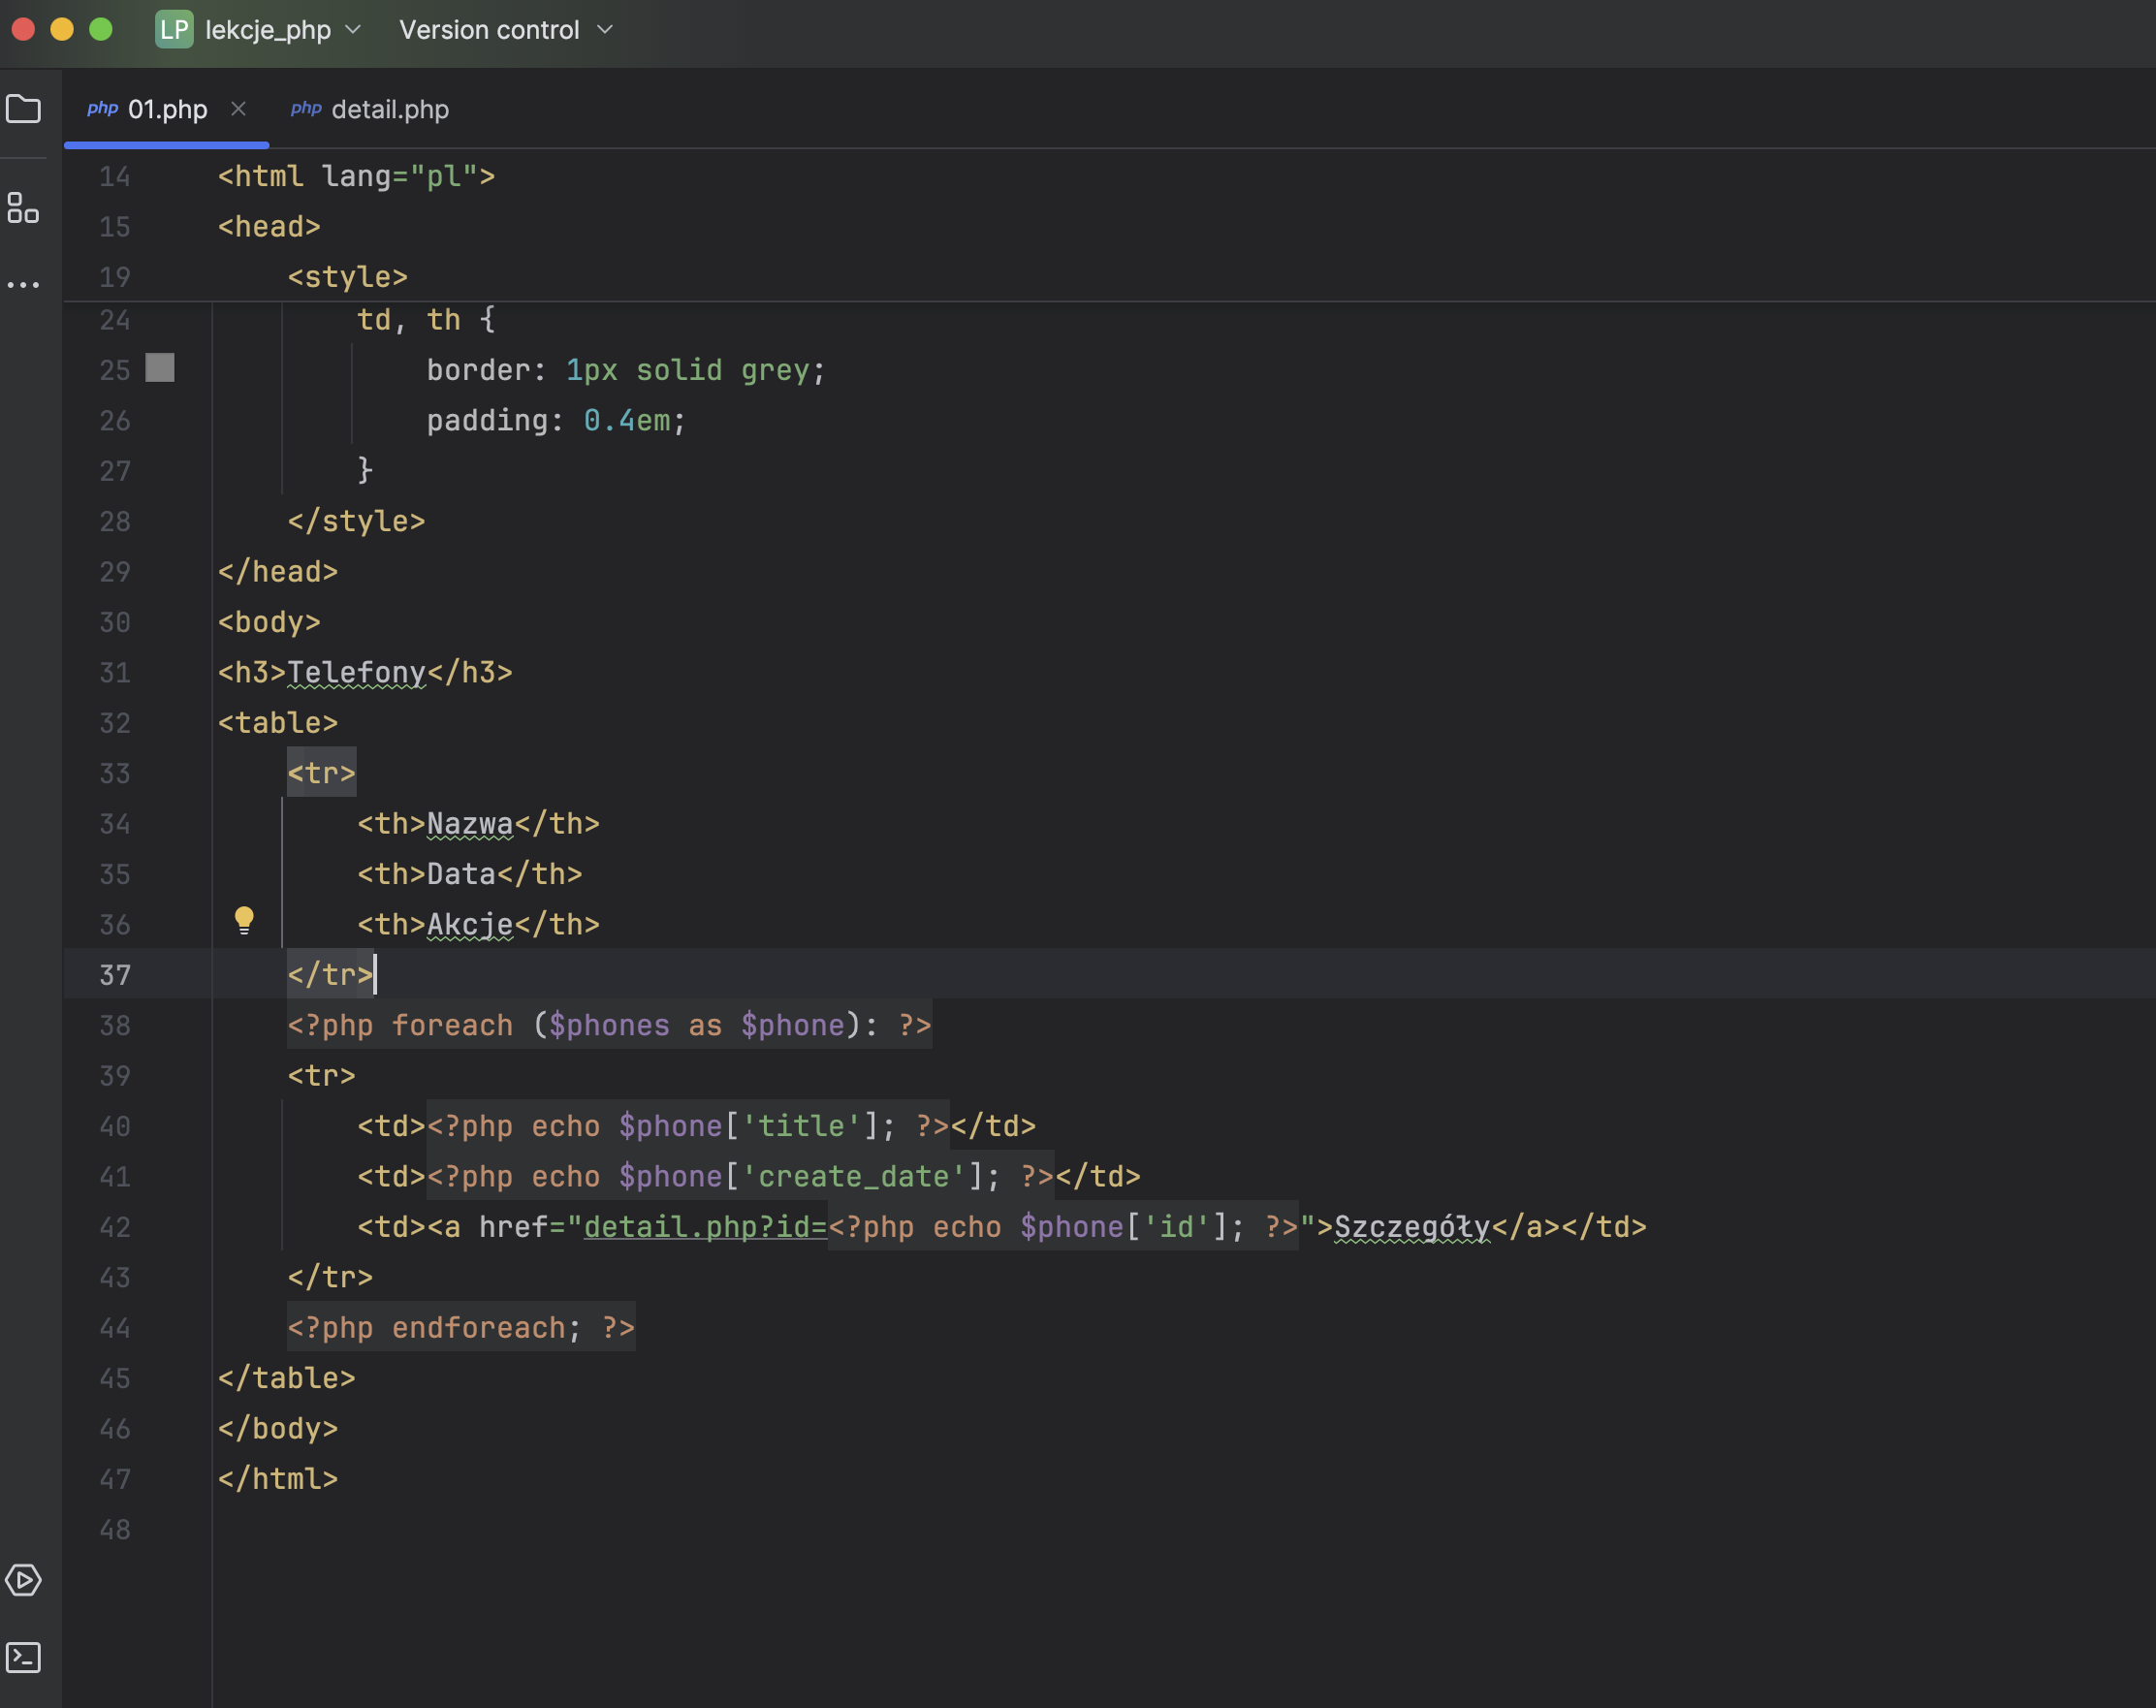 LP lekcje_php Version control
php 01.php php detail.php
14 <html lang="pl">
15 <head>
19 <style>
24 td, th {
25 border: 1px solid grey;
26 padding: 0.4em;
27 }
28 </style>
29 </head>
30 <body>
31 <h3>Telefony</h3>
32 <table>
33 <tr>
34 <th>Nazwa</th>
35 <th>Data</th>
36 <th>Akcje</th>
37 </tr>
38 <?php foreach ($phones as $phone): ?>
39 <tr>
40 <td><?php echo $phone['title']; ?></td>
41 <td><?php echo $phone['create_date']; ?></td>
42 <td><a href="detail.php?id=<?php echo $phone['id']; ?>">Szczegóły</a></td>
43 </tr>
44 <?php endforeach; ?>
45 </table>
46 </body>
47 </html>
48